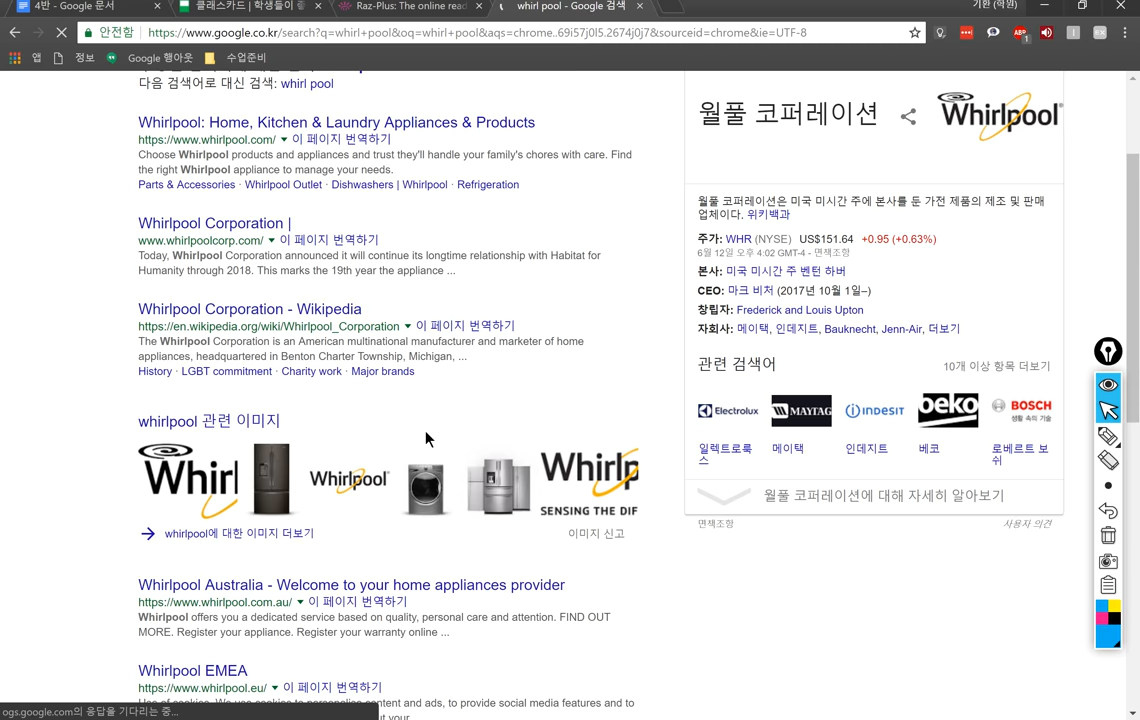 4반 - Google 문서
클래스카드 | 학생들이 좋
Raz-Plus: The online read
whirl pool - Google 검색
기환 (학원)
안전함
https://www.google.co.kr/search?q=whirl+pool&oq=whirl+pool&aqs=chrome..69i57j0l5.2674j0j7&sourceid=chrome&ie=UTF-8
앱
정보
Google 행아웃
수업준비
다음 검색어로 대신 검색: whirl pool
Whirlpool: Home, Kitchen & Laundry Appliances & Products
https://www.whirlpool.com/ 이 페이지 번역하기
Choose Whirlpool products and appliances and trust they'll handle your family's chores with care. Find
the right Whirlpool appliance to manage your needs.
Parts & Accessories · Whirlpool Outlet · Dishwashers | Whirlpool · Refrigeration
Whirlpool Corporation |
www.whirlpoolcorp.com/ 이 페이지 번역하기
Today, Whirlpool Corporation announced it will continue its longtime relationship with Habitat for
Humanity through 2018. This marks the 19th year the appliance ...
Whirlpool Corporation - Wikipedia
https://en.wikipedia.org/wiki/Whirlpool_Corporation 이 페이지 번역하기
The Whirlpool Corporation is an American multinational manufacturer and marketer of home
appliances, headquartered in Benton Charter Township, Michigan, ...
History · LGBT commitment · Charity work · Major brands
whirlpool 관련 이미지
Whirl
Whirlpool
Whirlp
SENSING THE DIF
whirlpool에 대한 이미지 더보기
이미지 신고
Whirlpool Australia - Welcome to your home appliances provider
https://www.whirlpool.com.au/ 이 페이지 번역하기
Whirlpool offers you a dedicated service based on quality, personal care and attention. FIND OUT
MORE. Register your appliance. Register your warranty online ...
Whirlpool EMEA
https://www.whirlpool.eu/ 이 페이지 번역하기
ntent and ads, to provide social media features and to
ut your
ogs.google.com의 응답을 기다리는 중...
월풀 코퍼레이션
Whirlpool
월풀 코퍼레이션은 미국 미시간 주에 본사를 둔 가전 제품의 제조 및 판매
업체이다. 위키백과
주가: WHR (NYSE) US$151.64 +0.95 (+0.63%)
6월 12일 오후 4:02 GMT-4 - 면책조항
본사: 미국 미시간 주 벤턴 하버
CEO: 마크 비처 (2017년 10월 1일–)
창립자: Frederick and Louis Upton
자회사: 메이택, 인데지트, Bauknecht, Jenn-Air, 더보기
관련 검색어
10개 이상 항목 더보기
Electrolux
MAYTAG
INDESIT
beko
BOSCH
생활 속의 기술
일렉트로룩
스
메이택
인데지트
베코
로베르트 보
쉬
월풀 코퍼레이션에 대해 자세히 알아보기
면책조항
사용자 의견